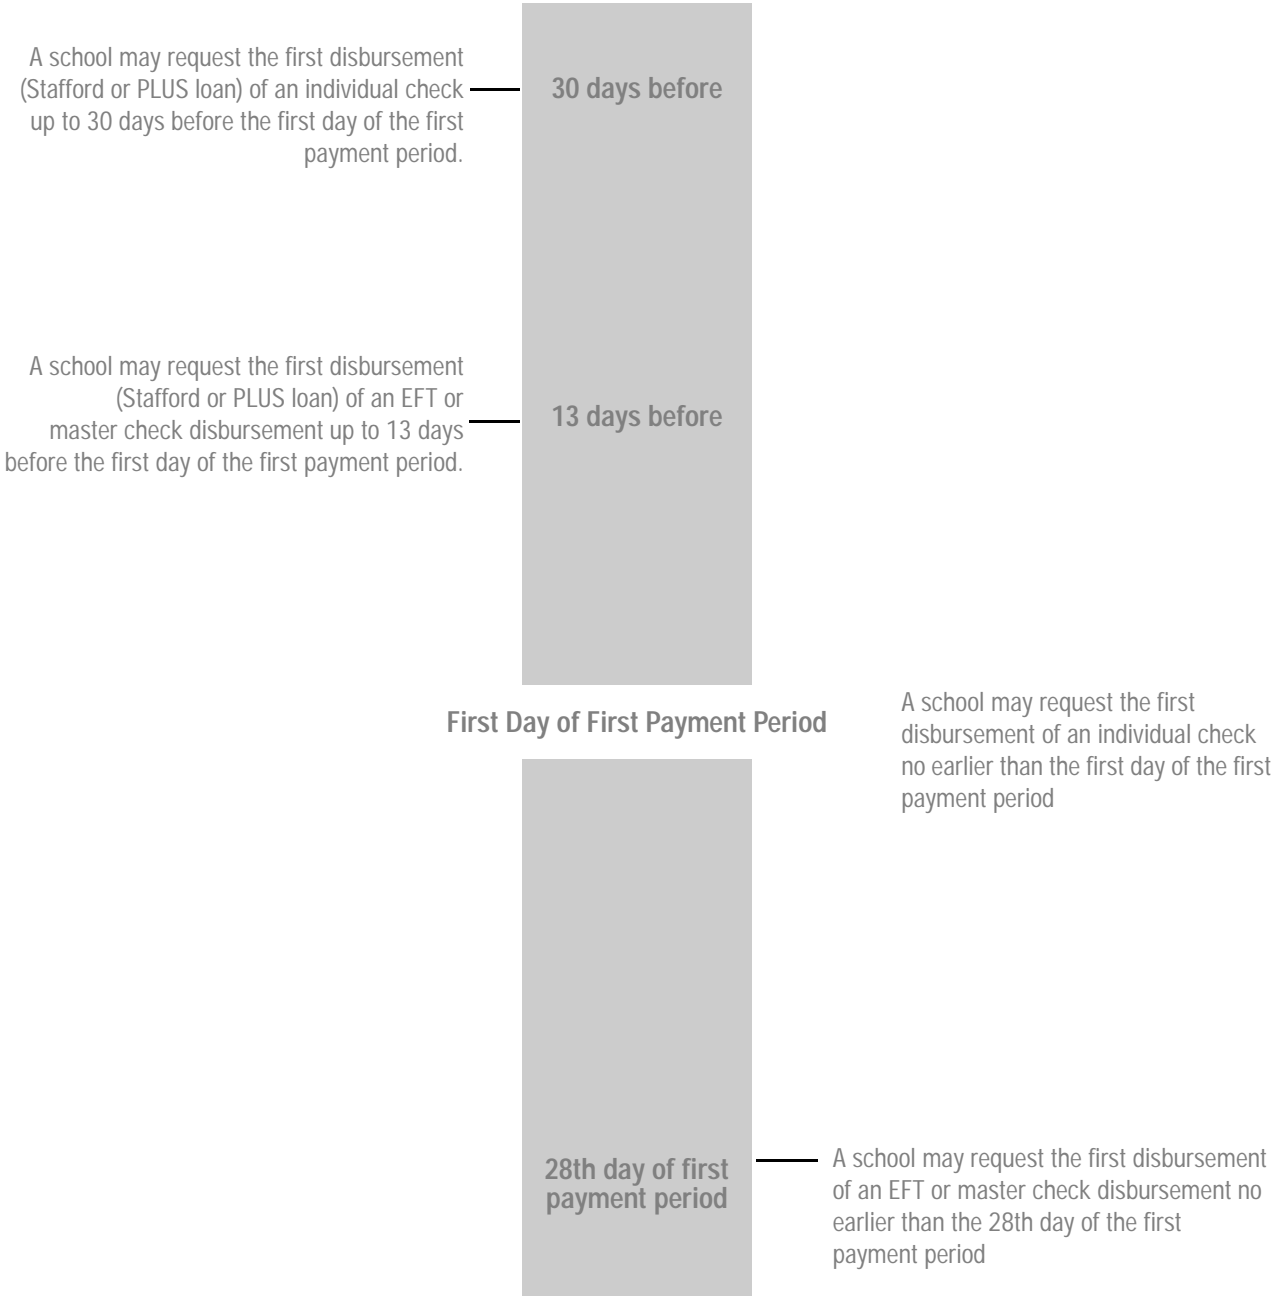 A school may request the first disbursement
(Stafford or PLUS loan) of an individual check
up to 30 days before the first day of the first
payment period.
30 days before
A school may request the first disbursement
(Stafford or PLUS loan) of an EFT or
master check disbursement up to 13 days
before the first day of the first payment period.
13 days before
First Day of First Payment Period
A school may request the first
disbursement of an individual check
no earlier than the first day of the first
payment period
28th day of first
payment period
A school may request the first disbursement
of an EFT or master check disbursement no
earlier than the 28th day of the first
payment period